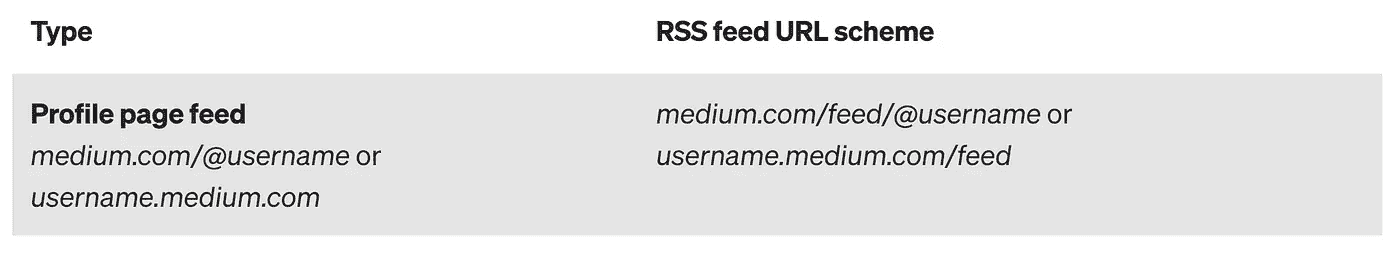 Type
RSS feed URL scheme
Profile page feed
medium.com/@username or
username.medium.com
medium.com/feed/@username or
username.medium.com/feed